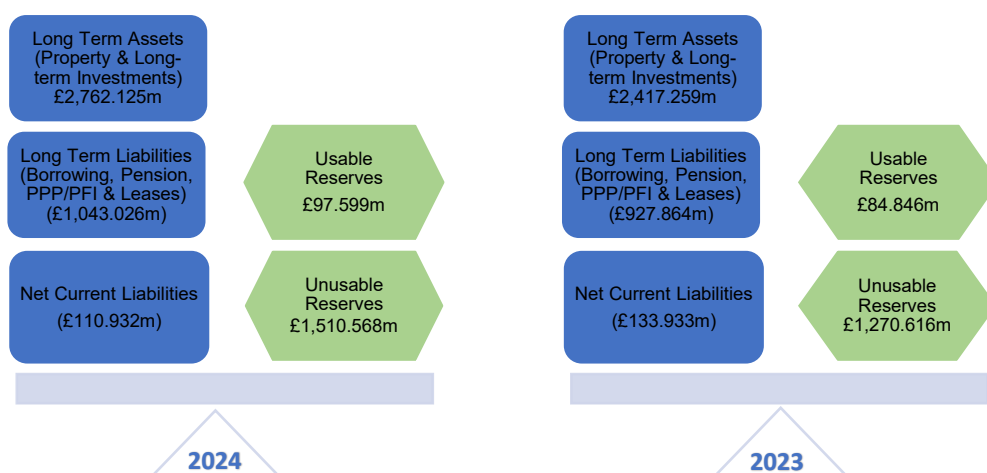 Long Term Assets
(Property & Long-
term Investments)
£2,762.125m
Long Term Liabilities
(Borrowing, Pension,
PPP/PFI & Leases)
(£1,043.026m)
Usable
Reserves
£97.599m
Net Current Liabilities
(£110.932m)
Unusable
Reserves
£1,510.568m
2024
Long Term Assets
(Property & Long-
term Investments)
£2,417.259m
Long Term Liabilities
(Borrowing, Pension,
PPP/PFI & Leases)
(£927.864m)
Usable
Reserves
£84.846m
Net Current Liabilities
(£133.933m)
Unusable
Reserves
£1,270.616m
2023